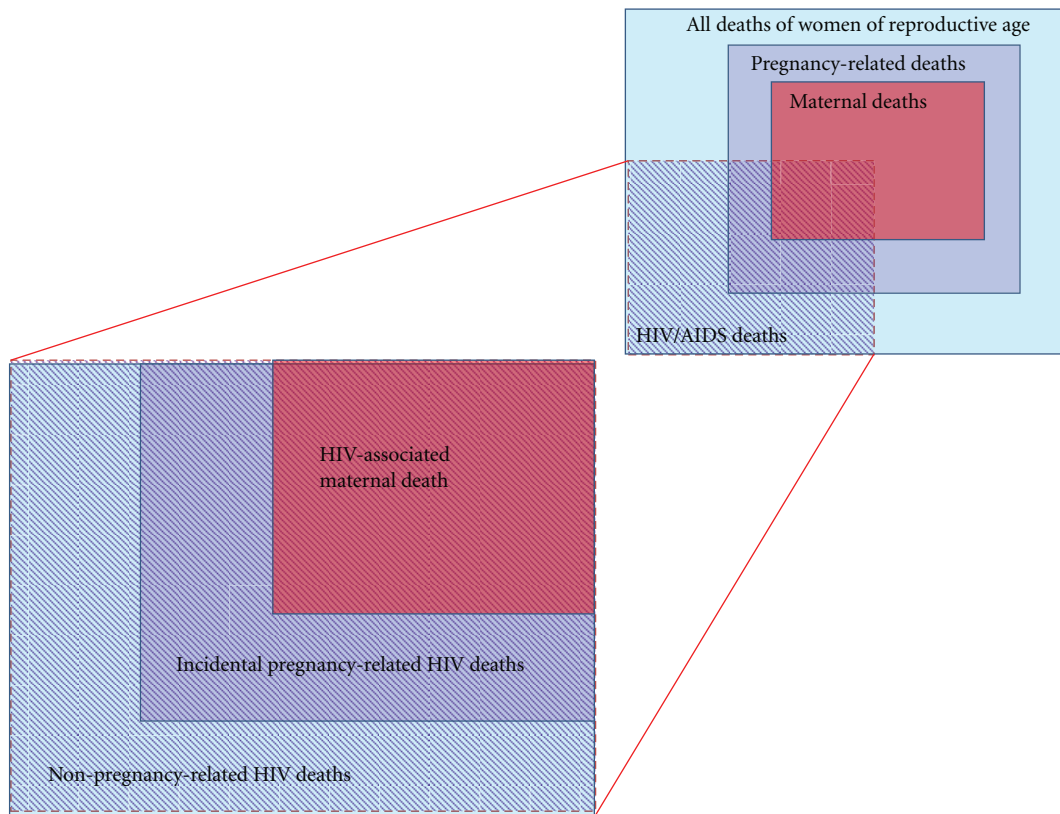 All deaths of women of reproductive age
Pregnancy-related deaths
Maternal deaths
HIV/AIDS deaths
HIV-associated
maternal death
Incidental pregnancy-related HIV deaths
Non-pregnancy-related HIV deaths